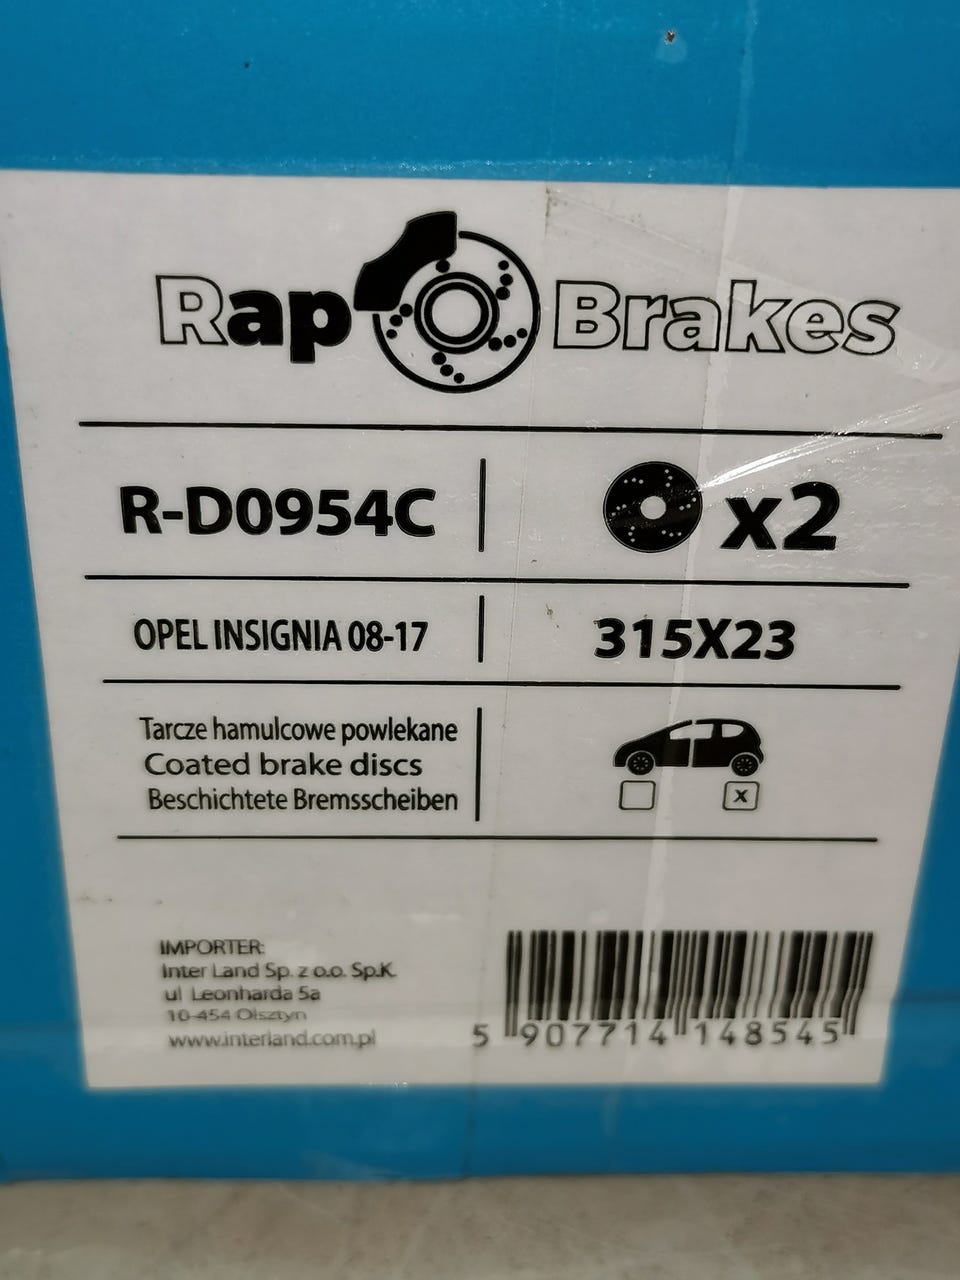 Rap Brakes
R-D0954C
x2
OPEL INSIGNIA 08-17
315X23
Tarcze hamulcowe powlekane
Coated brake discs
Beschichtete Bremsscheiben
x
IMPORTER:
Inter Land Sp. z o.o. Sp.K.
ul Leonharda 5a
10-454 Olsztyn
www.interland.com.pl
5 907714 148545